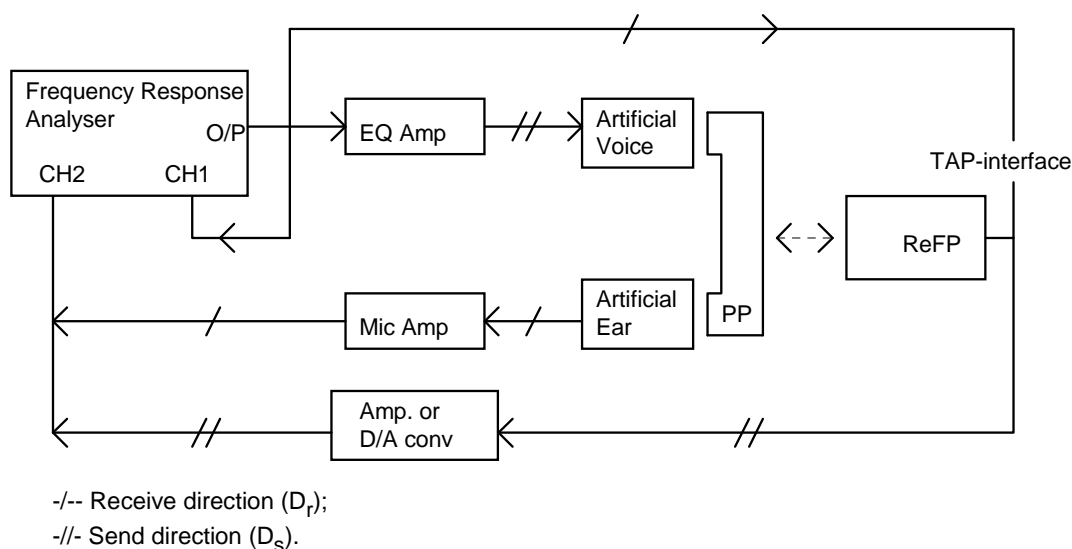 Frequency Response
Analyser
O/P
CH2
CH1
EQ Amp
Artificial
Voice
TAP-interface
ReFP
Mic Amp
Artificial
Ear
PP
Amp. or
D/A conv
-/-- Receive direction (Dr);
-//- Send direction (Ds).